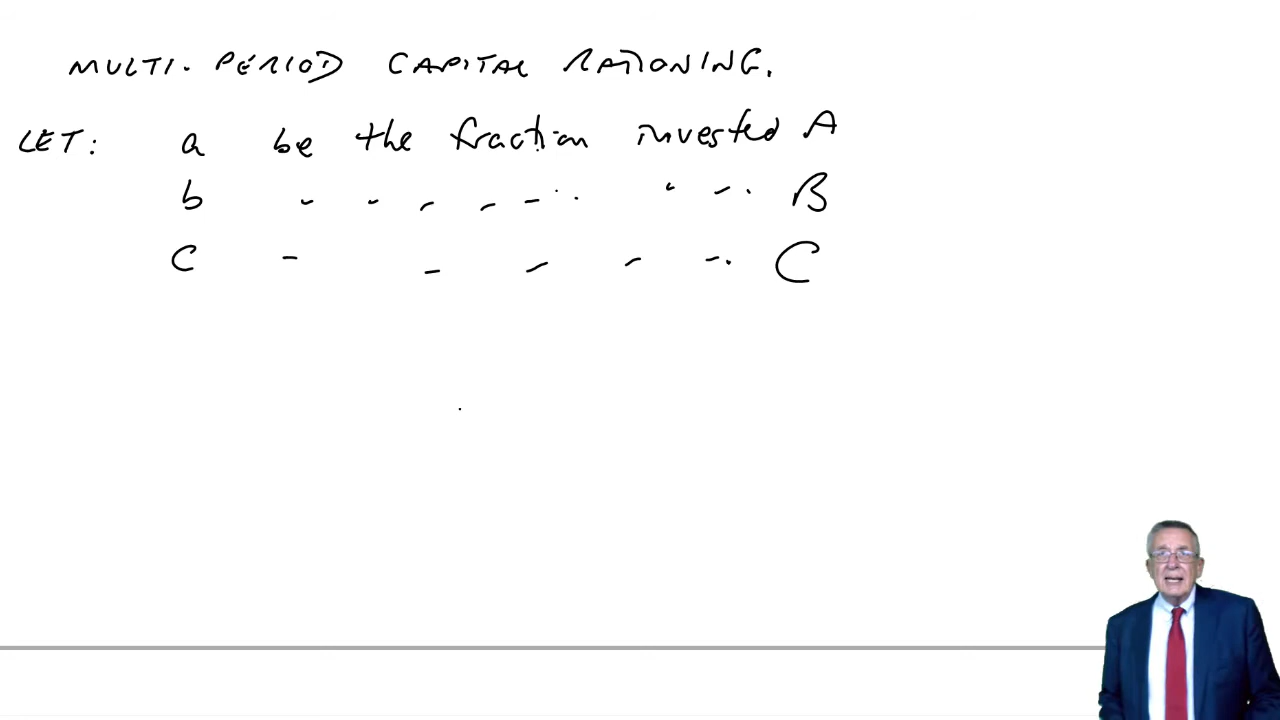 MULTI-PERIOD CAPITAL RATIONING.
LET: a be the fraction invested A
b " " " " " " " B
c " " " " " C